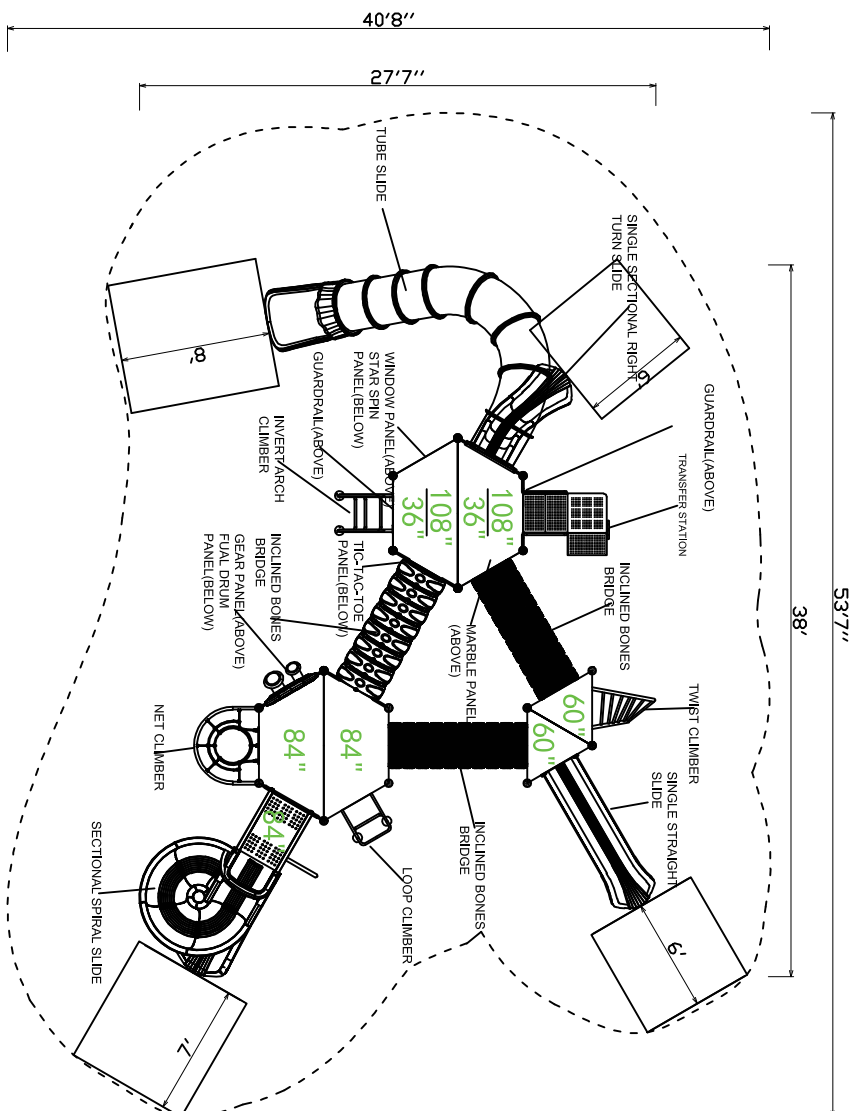 40'8''
27'7''
TUBE SLIDE
SINGLE SECTIONAL RIGHT
TURN SLIDE
53'7''
38'
8'
6'
WINDOW PANEL(ABOVE)
STAR SPIN
PANEL(BELOW)
GUARDRAIL(ABOVE)
INVERT ARCH
CLIMBER
GUARDRAIL(ABOVE)
TRANSFER STATION
108"
36"
108"
36"
TIC-TAC-TOE
PANEL(BELOW)
INCLINED BONES
BRIDGE
GEAR PANEL(ABOVE)
FUAL DRUM
PANEL(BELOW)
MARBLE PANEL
(ABOVE)
INCLINED BONES
BRIDGE
TWIST CLIMBER
60"
60"
84"
84"
NET CLIMBER
84"
SINGLE STRAIGHT
SLIDE
INCLINED BONES
BRIDGE
LOOP CLIMBER
SECTIONAL SPIRAL SLIDE
6'
7'